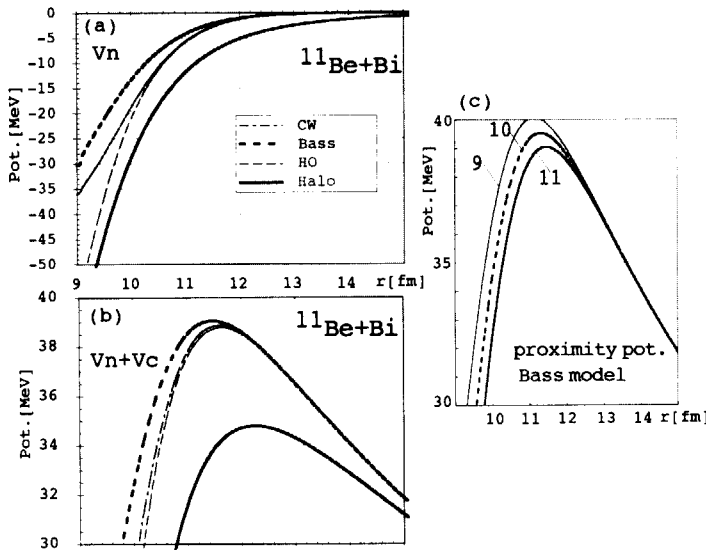 (a)
Vn
¹¹Be+Bi
CW
Bass
HO
Halo
Pot.[MeV]
0
-5
-10
-15
-20
-25
-30
-35
-40
-45
-50
9
10
11
12
13
14
r[fm]
(b)
¹¹Be+Bi
Vn+Vc
Pot.[MeV]
40
38
36
34
32
30
(c)
10
9
11
Pot.[MeV]
40
35
30
proximity pot.
Bass model
10 11 12 13 14 r[fm]